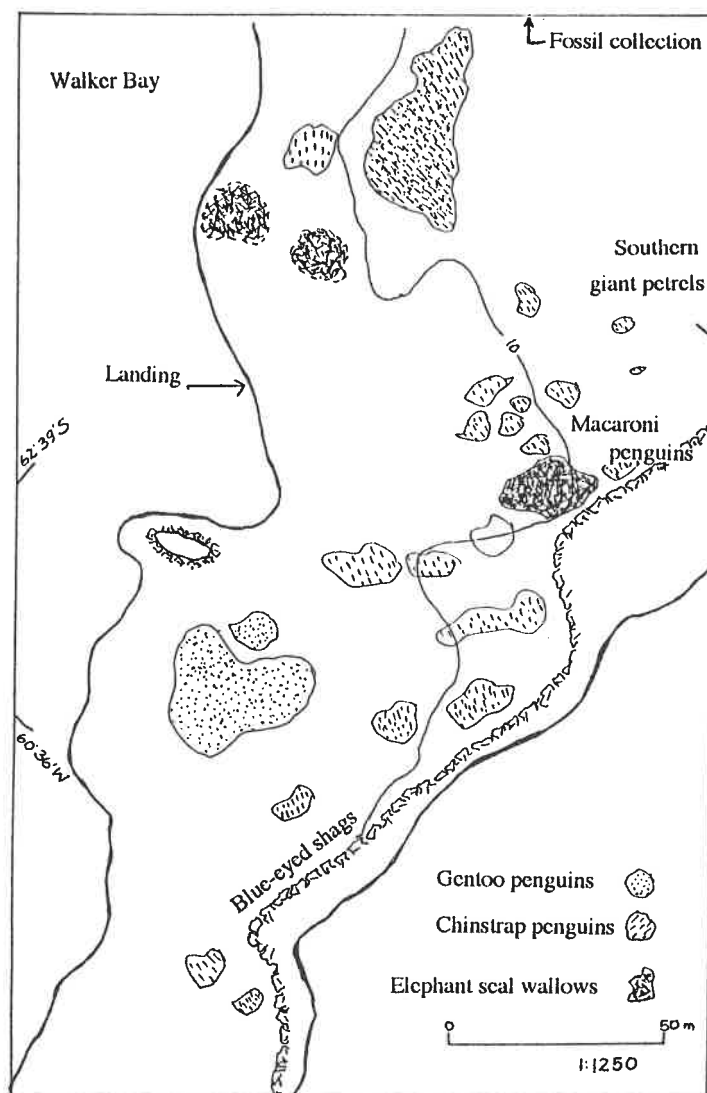 Fossil collection
Walker Bay
Southern
giant petrels
10
Landing
Macaroni
penguins
62°39'S
60°36'W
Blue-eyed shags
Gentoo penguins
Chinstrap penguins
Elephant seal wallows
0 50 m
1:1250